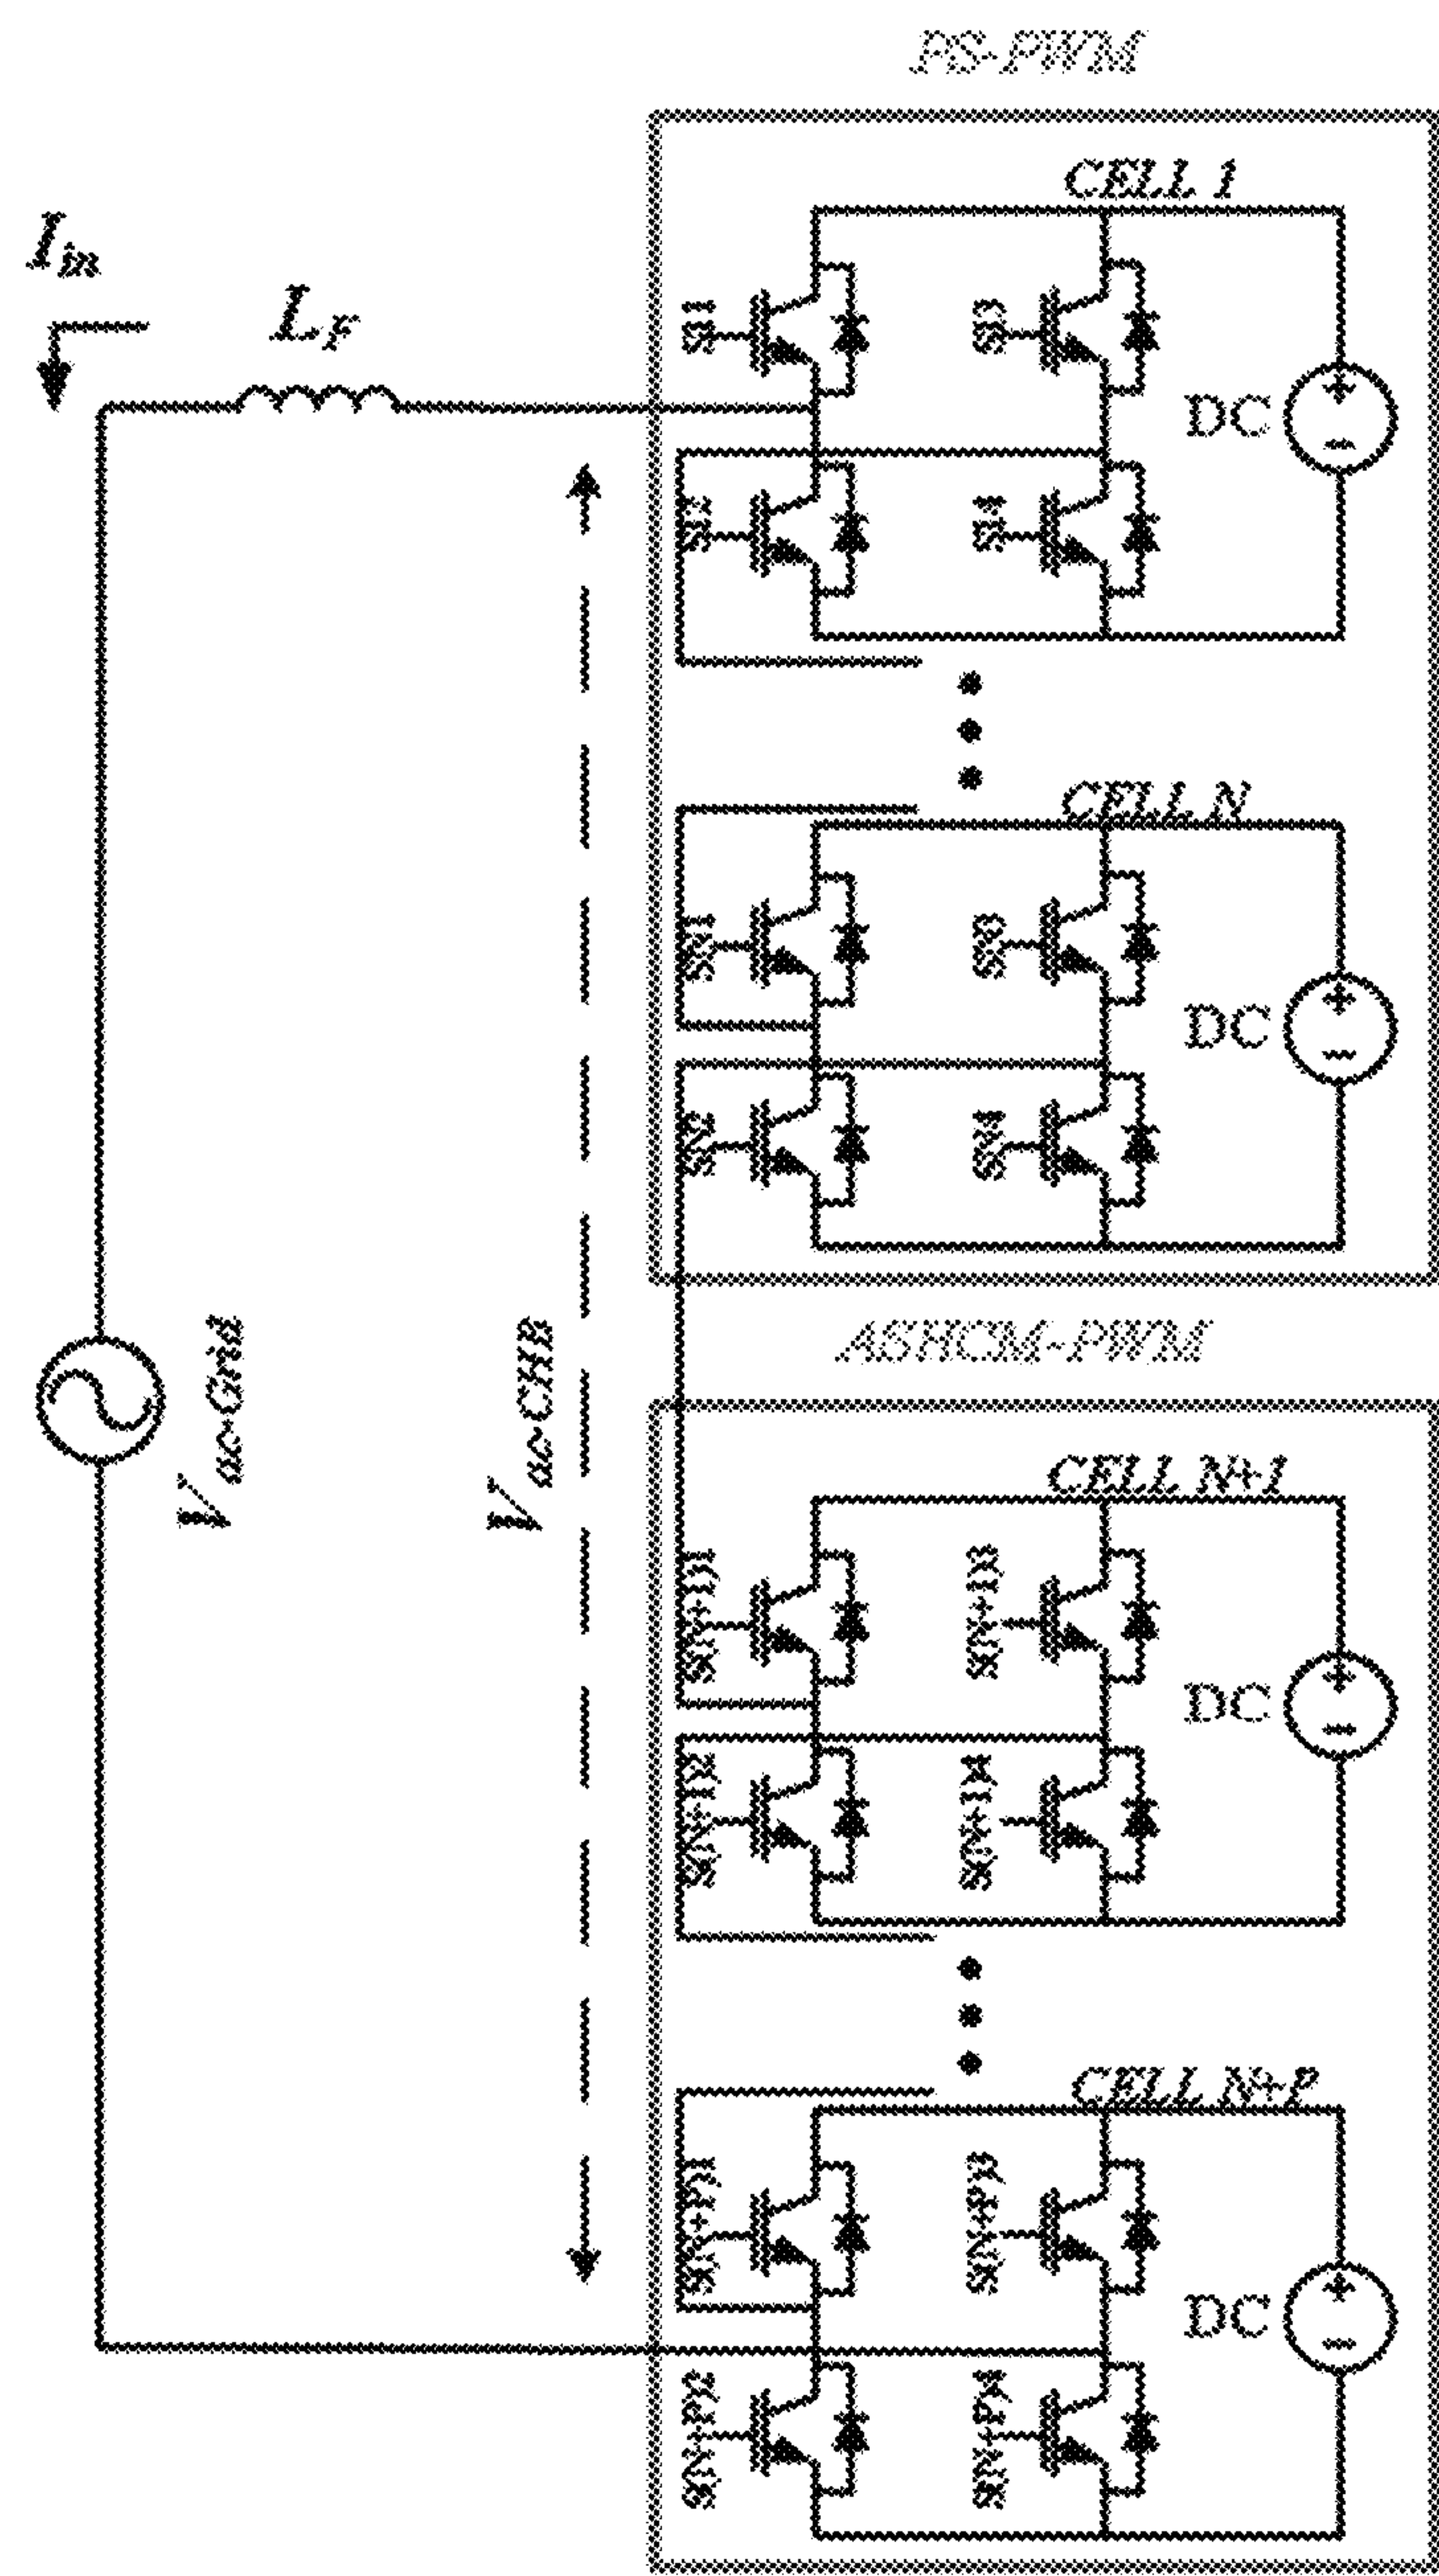 PS-PWM
CELL 1
I_in
L_F
S11
S13
DC
S12
S14
CELL N
SN1
SN3
DC
SN2
SN4
V_ac-Grid
V_ac-CHB
ASHCM-PWM
CELL N+1
S(N+1)1
S(N+1)3
DC
S(N+1)2
S(N+1)4
CELL N+P
S(N+P)1
S(N+P)3
DC
S(N+P)2
S(N+P)4